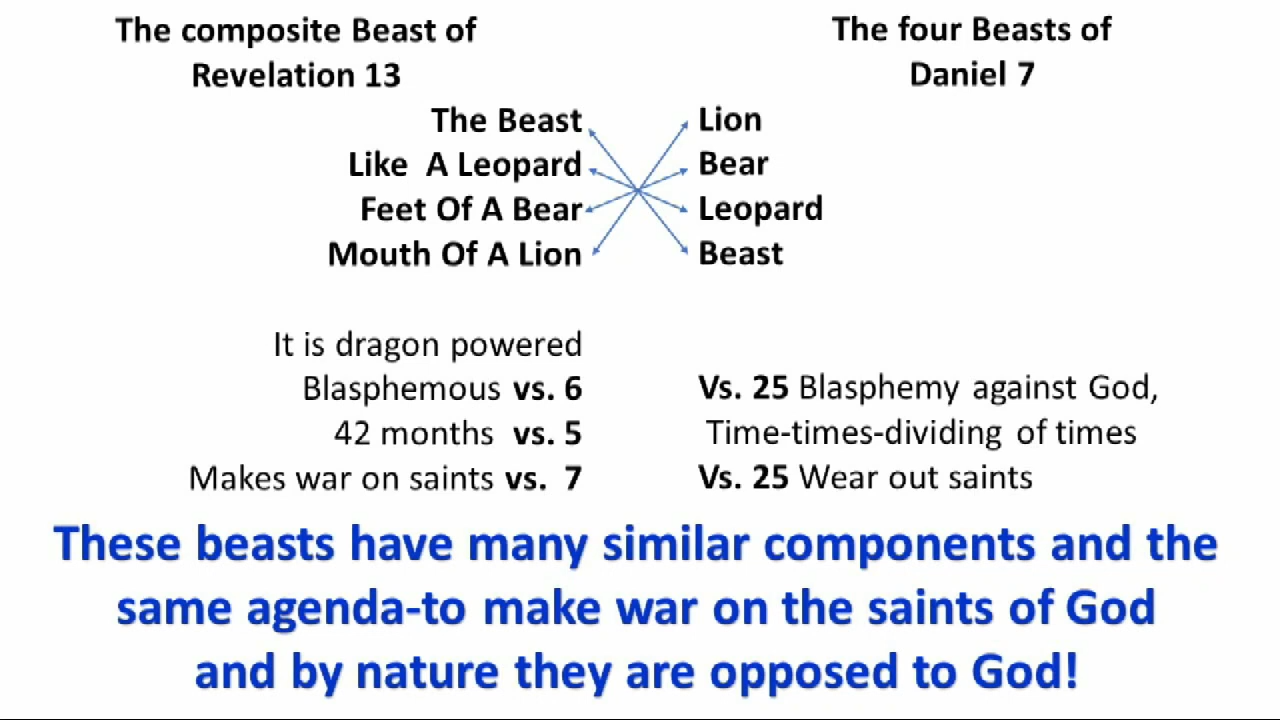 The composite Beast of
Revelation 13
The Beast
Like A Leopard
Feet Of A Bear
Mouth Of A Lion
The four Beasts of
Daniel 7
Lion
Bear
Leopard
Beast
It is dragon powered
Blasphemous vs. 6
42 months vs. 5
Makes war on saints vs. 7
Vs. 25 Blasphemy against God,
Time-times-dividing of times
Vs. 25 Wear out saints
These beasts have many similar components and the
same agenda-to make war on the saints of God
and by nature they are opposed to God!